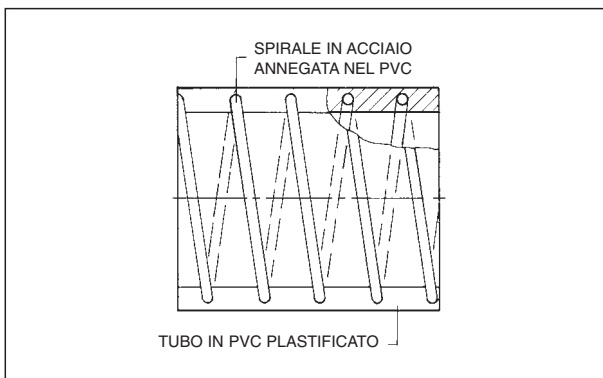 SPIRALE IN ACCIAIO
ANNEGATA NEL PVC
TUBO IN PVC PLASTIFICATO